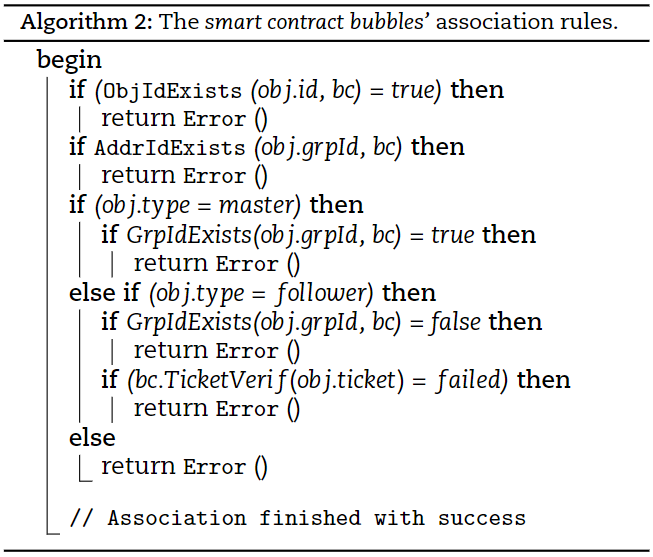 Algorithm 2: The smart contract bubbles' association rules.
begin
if (ObjIdExists (obj.id, bc) = true) then
return Error ()
if AddrIdExists (obj.grpId, bc) then
return Error ()
if (obj.type = master) then
if GrpIdExists(obj.grpId, bc) = true then
return Error ()
else if (obj.type = follower) then
if GrpIdExists(obj.grpId, bc) = false then
return Error ()
if (bc.TicketVerif(obj.ticket) = failed) then
return Error ()
else
return Error ()
// Association finished with success